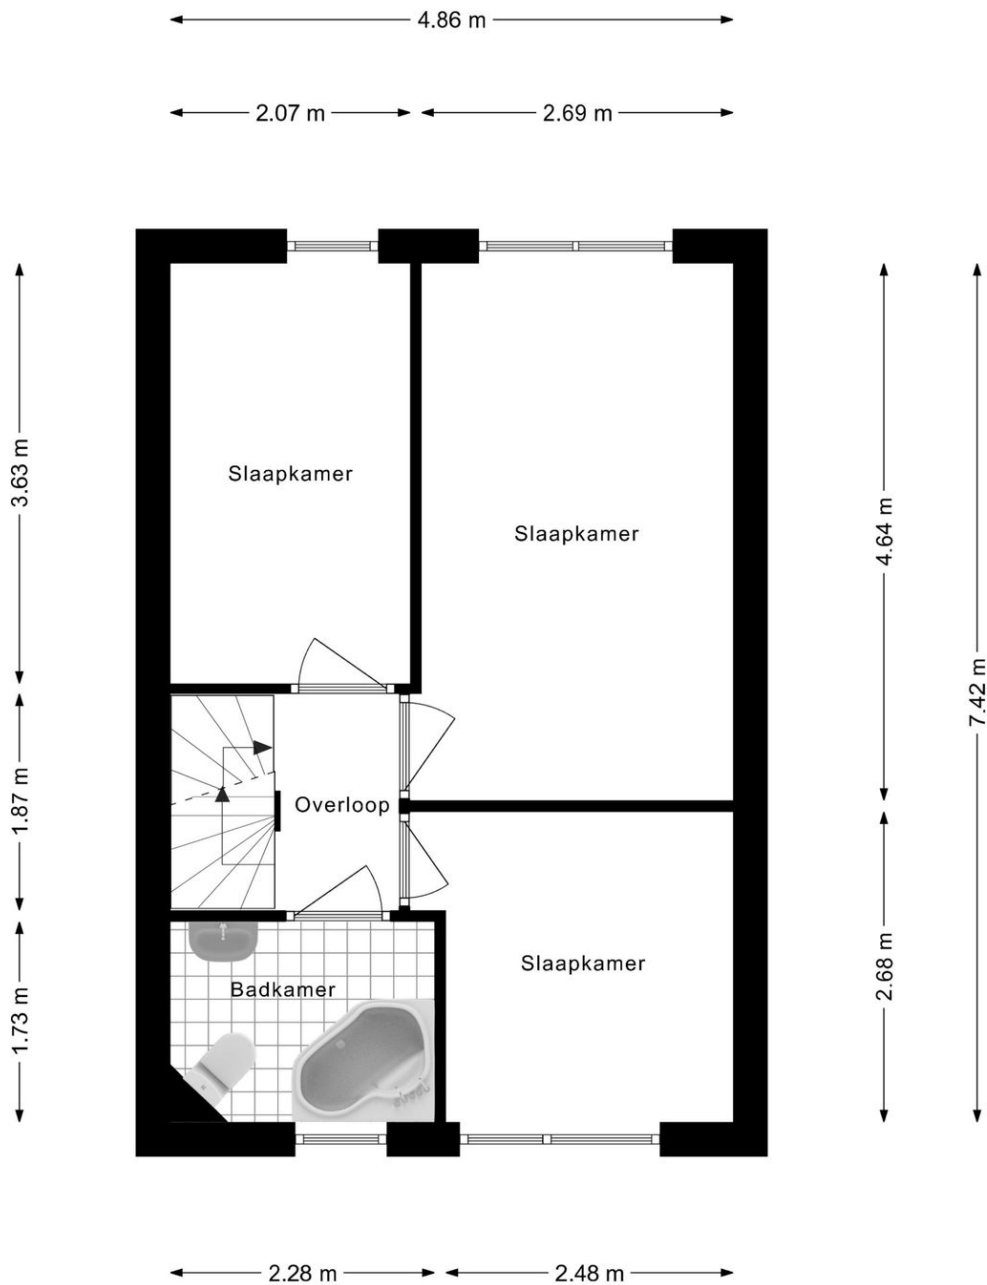 4.86 m
2.07 m
2.69 m
3.63 m
Slaapkamer
Slaapkamer
4.64 m
7.42 m
1.87 m
Overloop
Slaapkamer
2.68 m
Badkamer
1.73 m
2.28 m
2.48 m